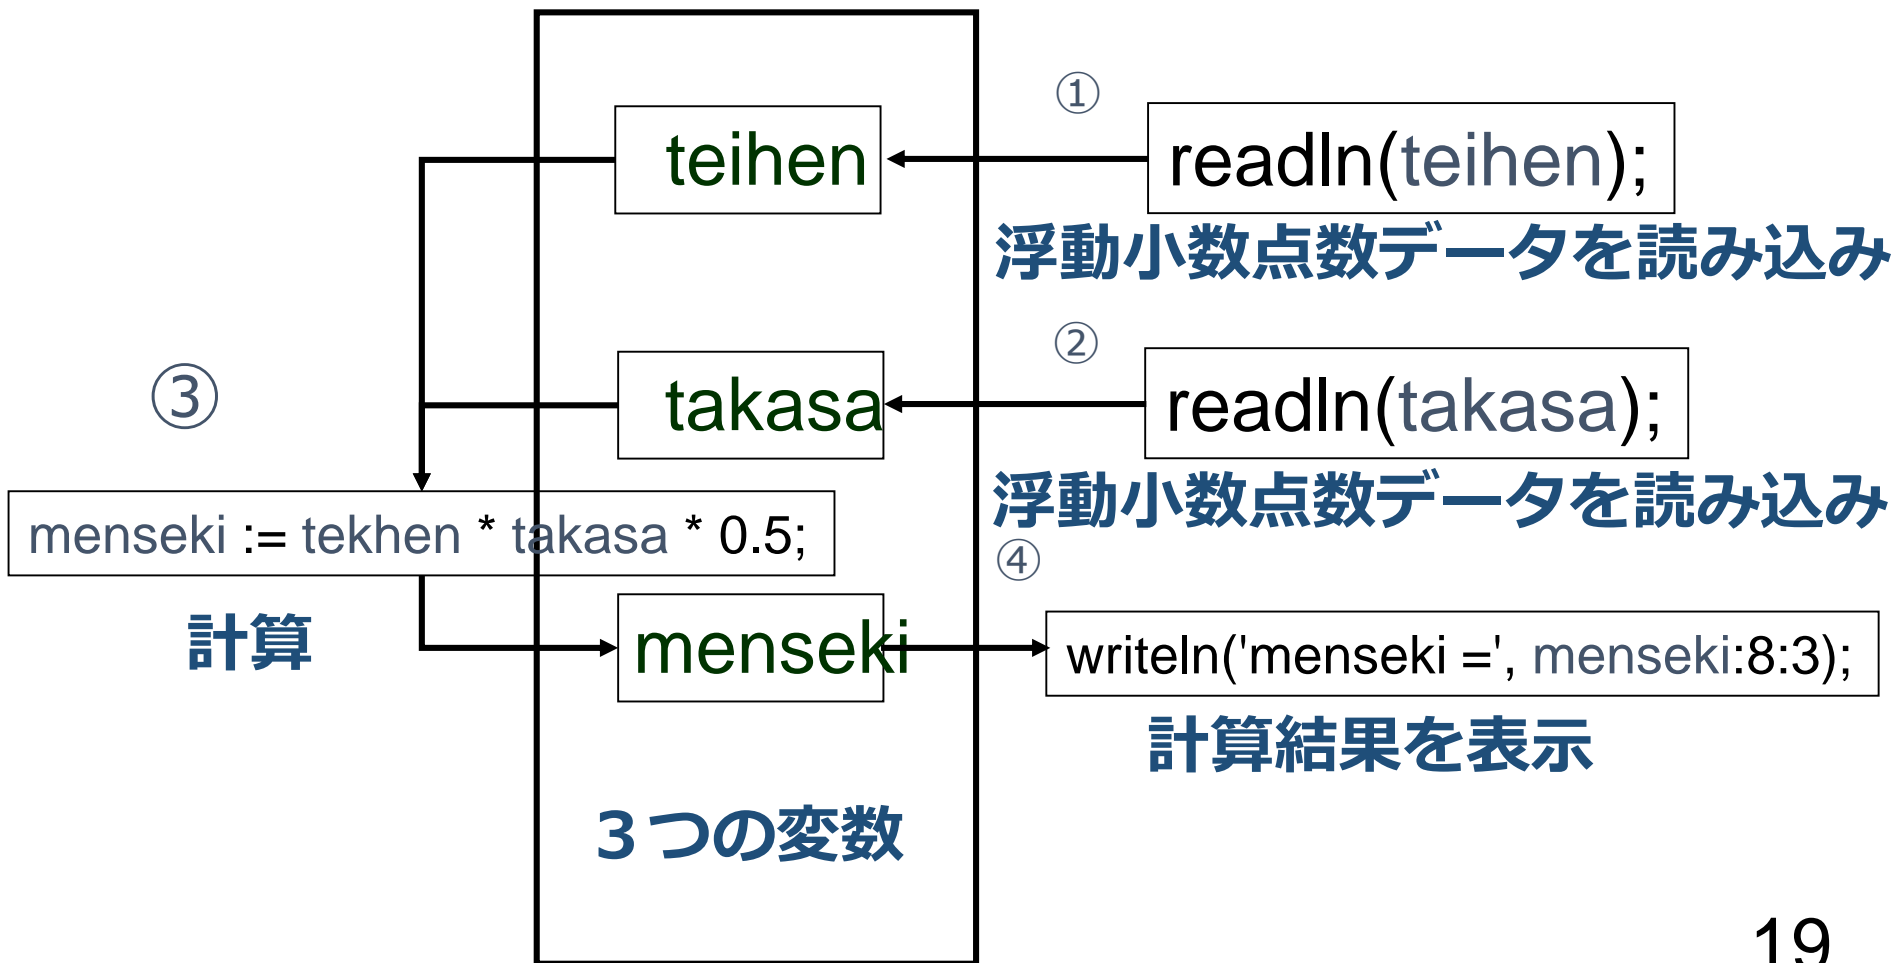 ①
teihen
readln(teihen);
浮動小数点数データを読み込み
②
takasa
readln(takasa);
浮動小数点数データを読み込み
③
menseki := tekhen * takasa * 0.5;
計算
④
menseki
writeln('menseki =', menseki:8:3);
計算結果を表示
３つの変数
19